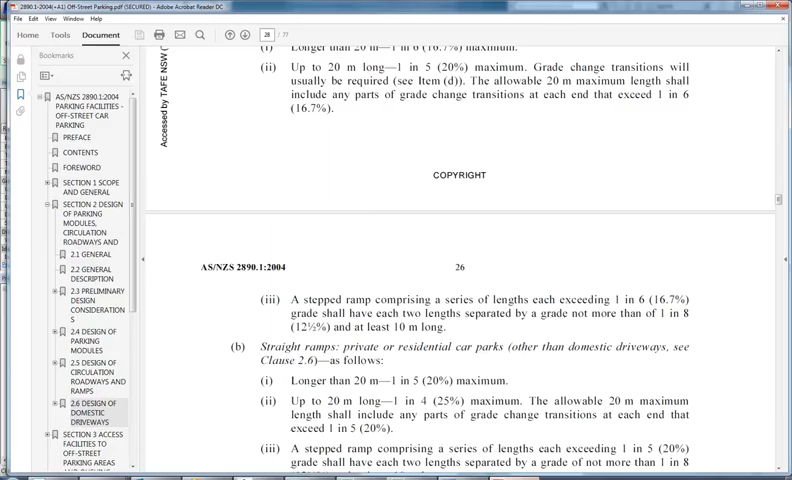 2890.1-2004(+A1) Off-Street Parking.pdf (SECURED) - Adobe Acrobat Reader DC
File Edit View Window Help
Home Tools Document 28 / 77
Bookmarks
AS/NZS 2890.1:2004
PARKING FACILITIES -
OFF-STREET CAR
PARKING
PREFACE
CONTENTS
FOREWORD
SECTION 1 SCOPE
AND GENERAL
SECTION 2 DESIGN
OF PARKING
MODULES,
CIRCULATION
ROADWAYS AND
2.1 GENERAL
2.2 GENERAL
DESCRIPTION
2.3 PRELIMINARY
DESIGN
CONSIDERATION
S
2.4 DESIGN OF
PARKING
MODULES
2.5 DESIGN OF
CIRCULATION
ROADWAYS AND
RAMPS
2.6 DESIGN OF
DOMESTIC
DRIVEWAYS
SECTION 3 ACCESS
FACILITIES TO
OFF-STREET
PARKING AREAS
Accessed by TAFE NSW (
(i) Longer than 20 m—1 in 6 (16.7%) maximum.
(ii) Up to 20 m long—1 in 5 (20%) maximum. Grade change transitions will
usually be required (see Item (d)). The allowable 20 m maximum length shall
include any parts of grade change transitions at each end that exceed 1 in 6
(16.7%).
COPYRIGHT
AS/NZS 2890.1:2004 26
(iii) A stepped ramp comprising a series of lengths each exceeding 1 in 6 (16.7%)
grade shall have each two lengths separated by a grade not more than of 1 in 8
(12½%) and at least 10 m long.
(b) Straight ramps: private or residential car parks (other than domestic driveways, see
Clause 2.6)—as follows:
(i) Longer than 20 m—1 in 5 (20%) maximum.
(ii) Up to 20 m long—1 in 4 (25%) maximum. The allowable 20 m maximum
length shall include any parts of grade change transitions at each end that
exceed 1 in 5 (20%).
(iii) A stepped ramp comprising a series of lengths each exceeding 1 in 5 (20%)
grade shall have each two lengths separated by a grade of not more than 1 in 8